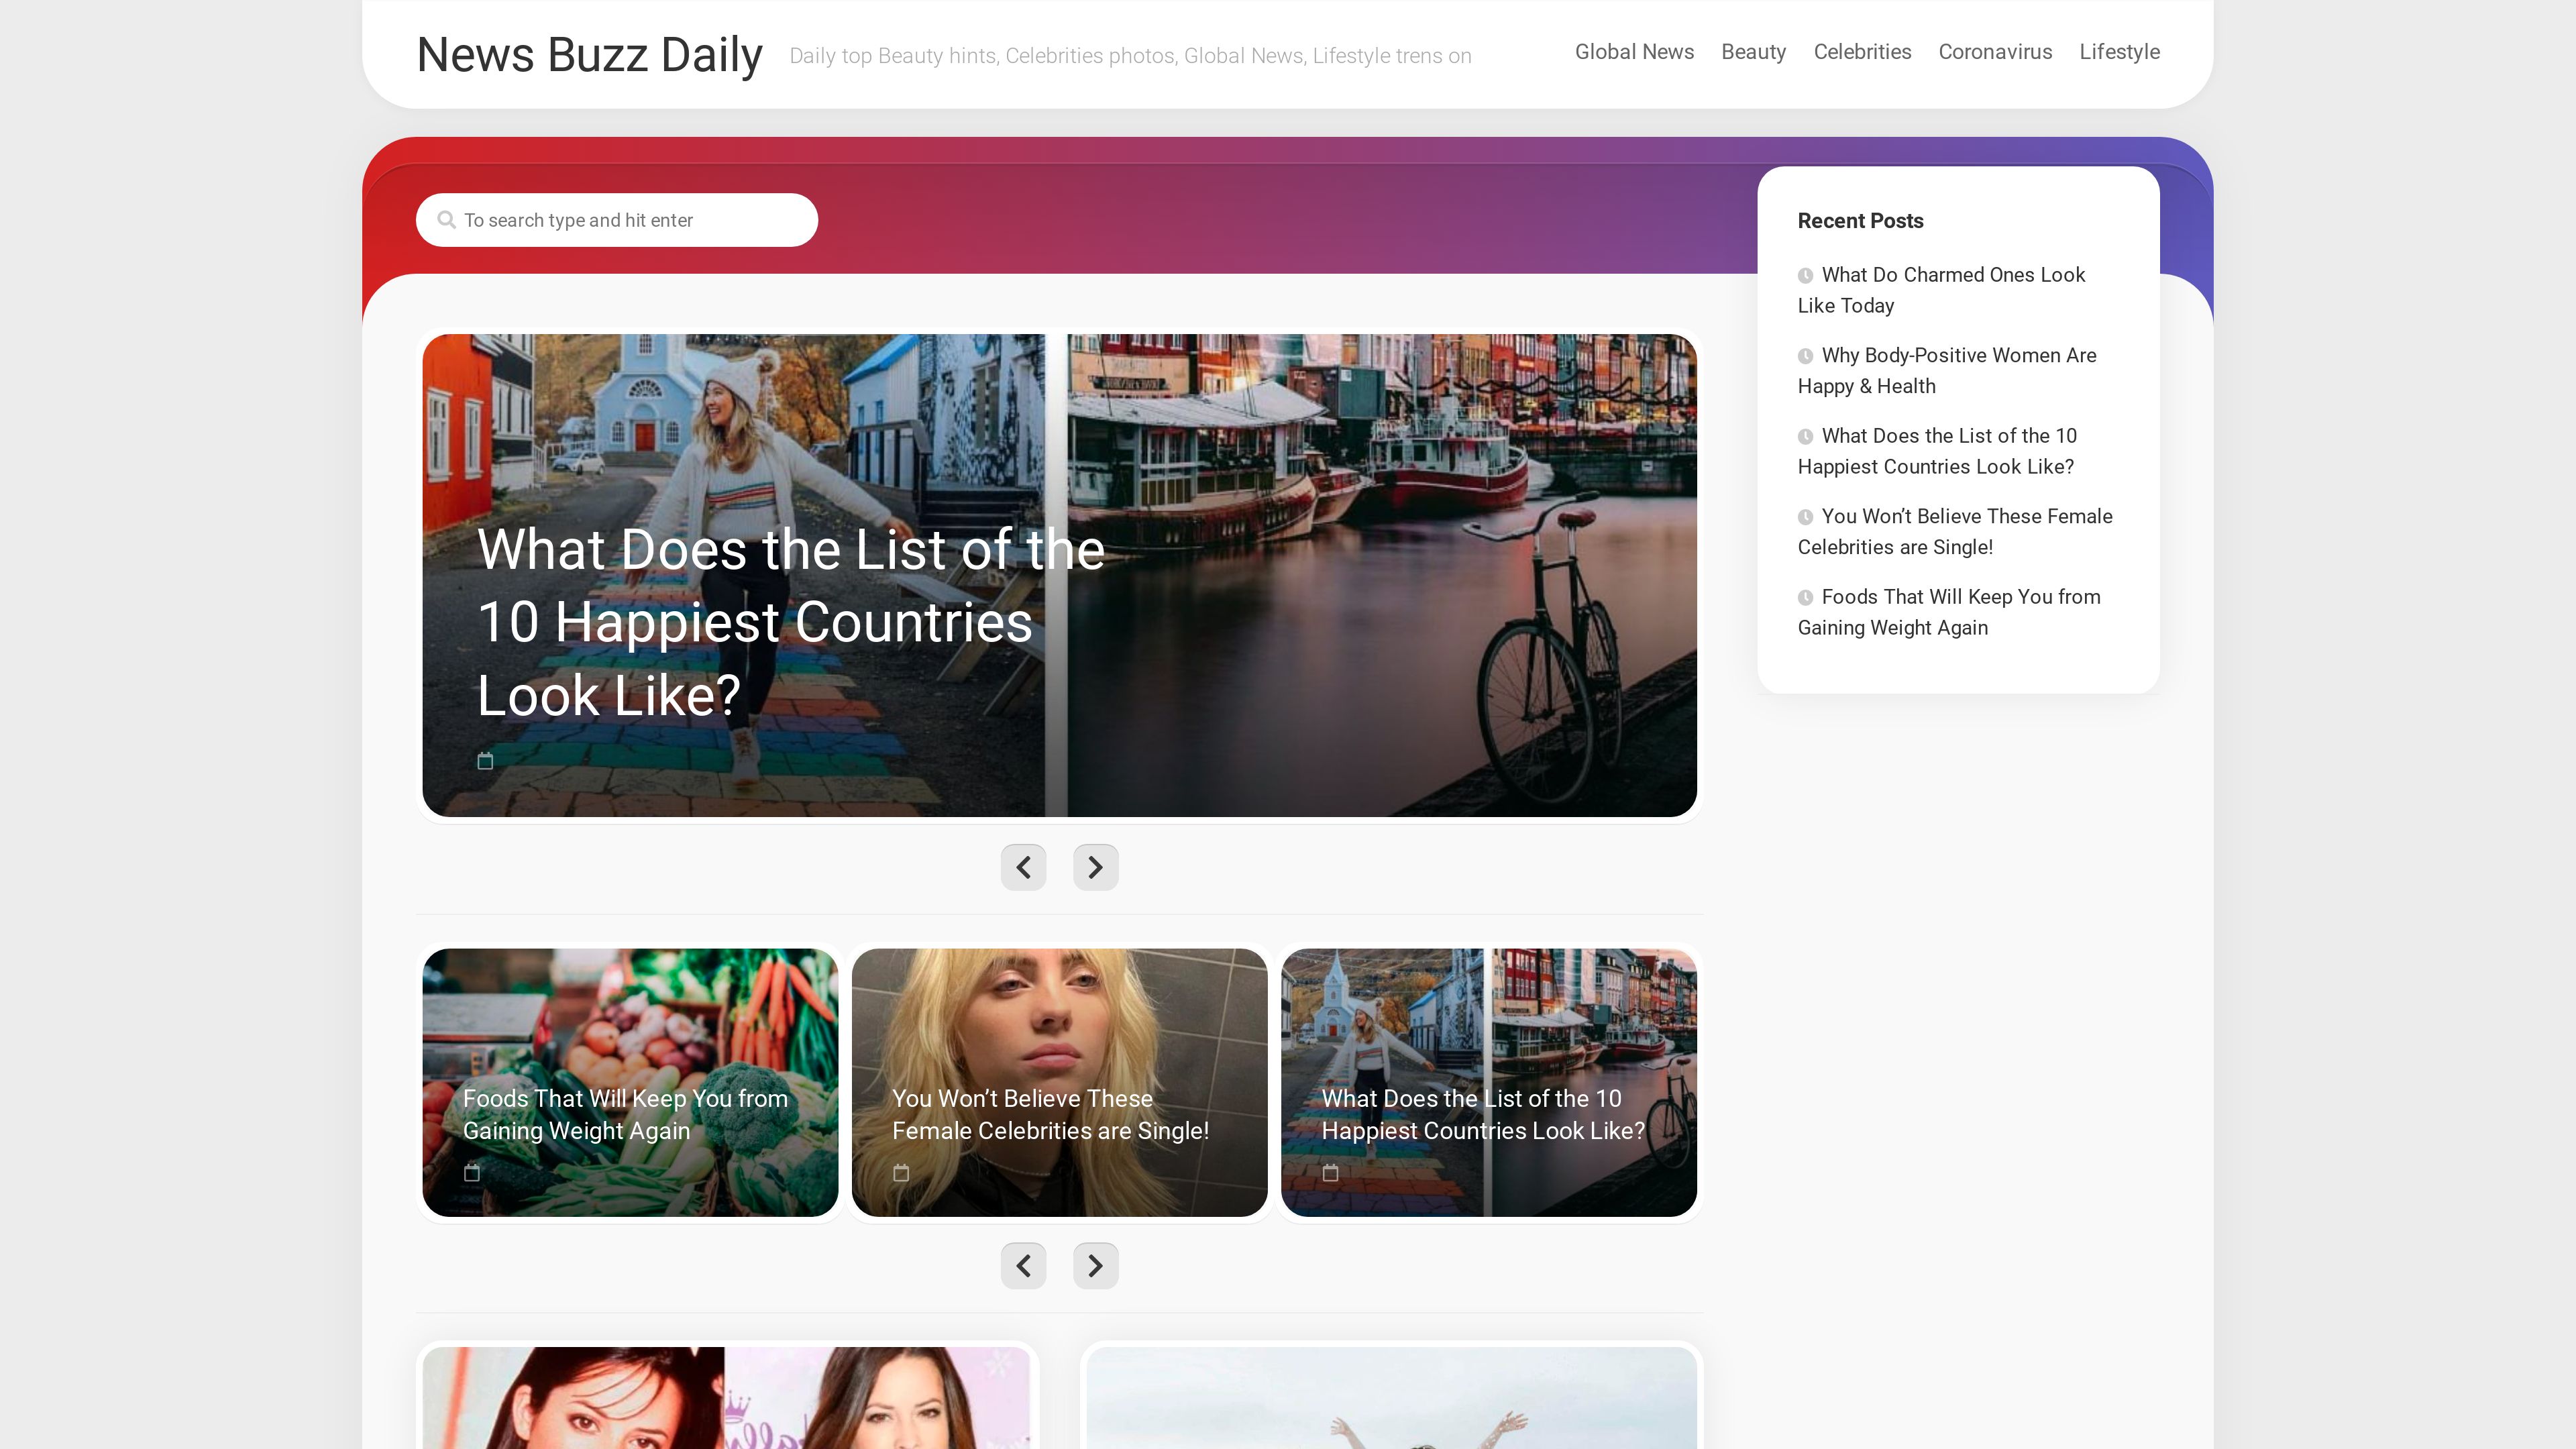 News Buzz Daily
Daily top Beauty hints, Celebrities photos, Global News, Lifestyle trens on
Global News
Beauty
Celebrities
Coronavirus
Lifestyle
To search type and hit enter
Recent Posts
What Do Charmed Ones Look
Like Today
Why Body-Positive Women Are
Happy & Health
What Does the List of the 10
Happiest Countries Look Like?
You Won’t Believe These Female
Celebrities are Single!
Foods That Will Keep You from
Gaining Weight Again
What Does the List of the
10 Happiest Countries
Look Like?
Foods That Will Keep You from
Gaining Weight Again
You Won’t Believe These
Female Celebrities are Single!
What Does the List of the 10
Happiest Countries Look Like?